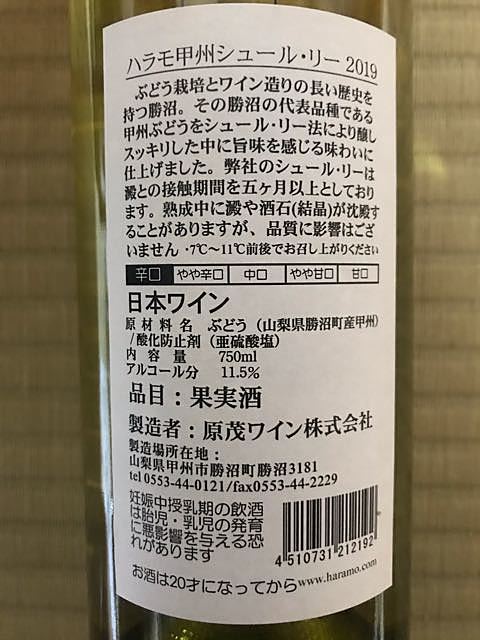 ハラモ甲州シュール・リー 2019
ぶどう栽培とワイン造りの長い歴史を
持つ勝沼。その勝沼の代表品種である
甲州ぶどうをシュール・リー法により醸し
スッキリした中に旨味を感じる味わいに
仕上げました。弊社のシュール・リーは
澱との接触期間を五ヶ月以上としており
ます。熟成中に澱や酒石(結晶)が沈殿す
ることがありますが、品質に影響はござ
いません・7℃〜11℃前後でお召し上がりください
辛口 やや辛口 中口 やや甘口 甘口
日本ワイン
原材料名 ぶどう（山梨県勝沼町産甲州）
/酸化防止剤（亜硫酸塩）
内容量 750ml
アルコール分 11.5%
品目：果実酒
製造者：原茂ワイン株式会社
製造場所在地：
山梨県甲州市勝沼町勝沼3181
tel 0553-44-0121/fax0553-44-2229
妊娠中授乳期の飲酒
は胎児・乳児の発育
に悪影響を与える恐
れがあります
4 510731 212192
お酒は20才になってから www.haramo.com